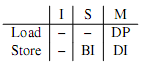 I S M
Load – – DP
Store – BI DI